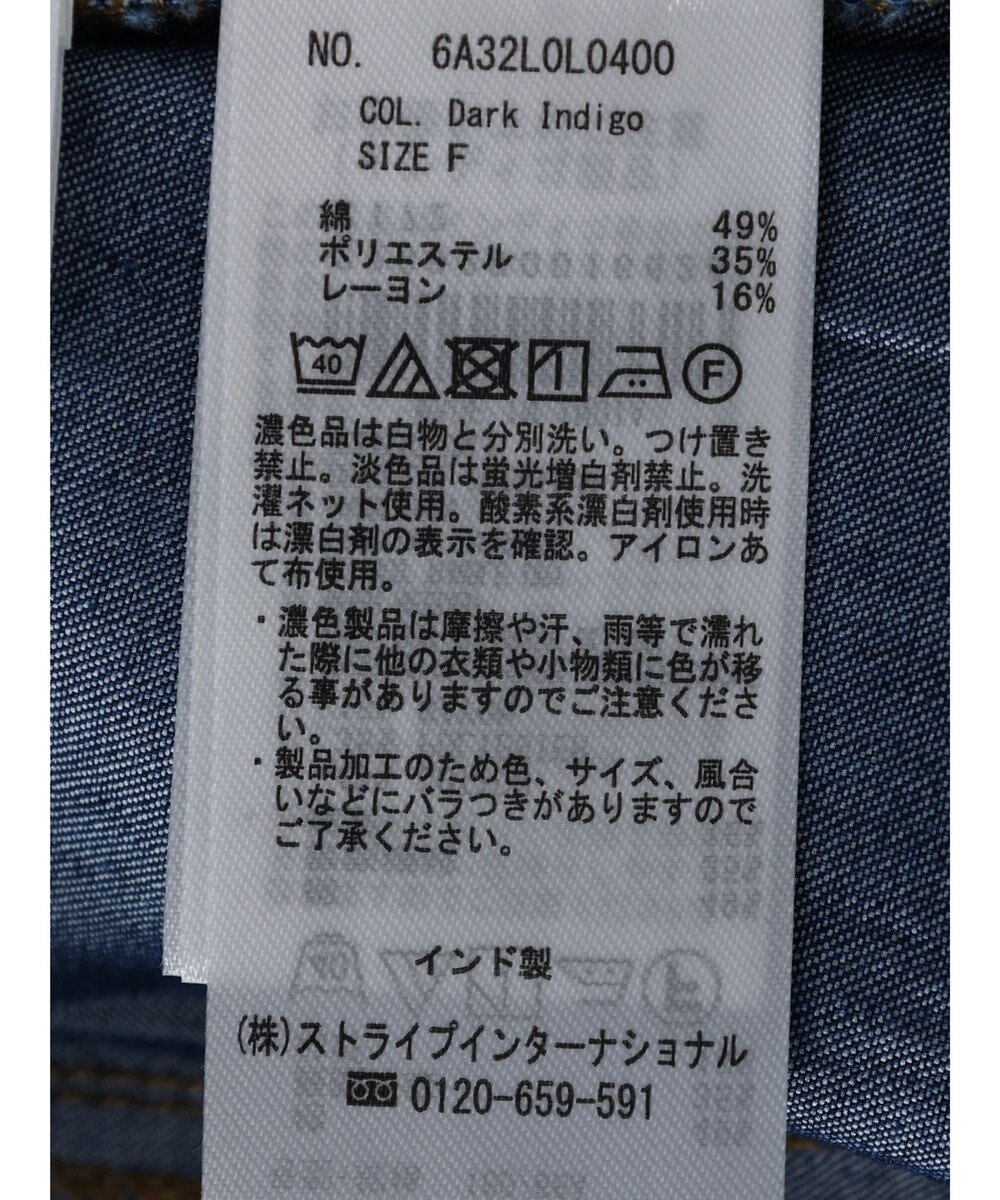 NO. 6A32L0L0400
COL. Dark Indigo
SIZE F
綿 49%
ポリエステル 35%
レーヨン 16%
40 F
濃色品は白物と分別洗い。つけ置き
禁止。淡色品は蛍光増白剤禁止。洗
濯ネット使用。酸素系漂白剤使用時
は漂白剤の表示を確認。アイロンあ
て布使用。
・濃色製品は摩擦や汗、雨等で濡れ
た際に他の衣類や小物類に色が移
る事がありますのでご注意くださ
い。
・製品加工のため色、サイズ、風合
いなどにバラつきがありますので
ご了承ください。
インド製
(株)ストライプインターナショナル
0120-659-591